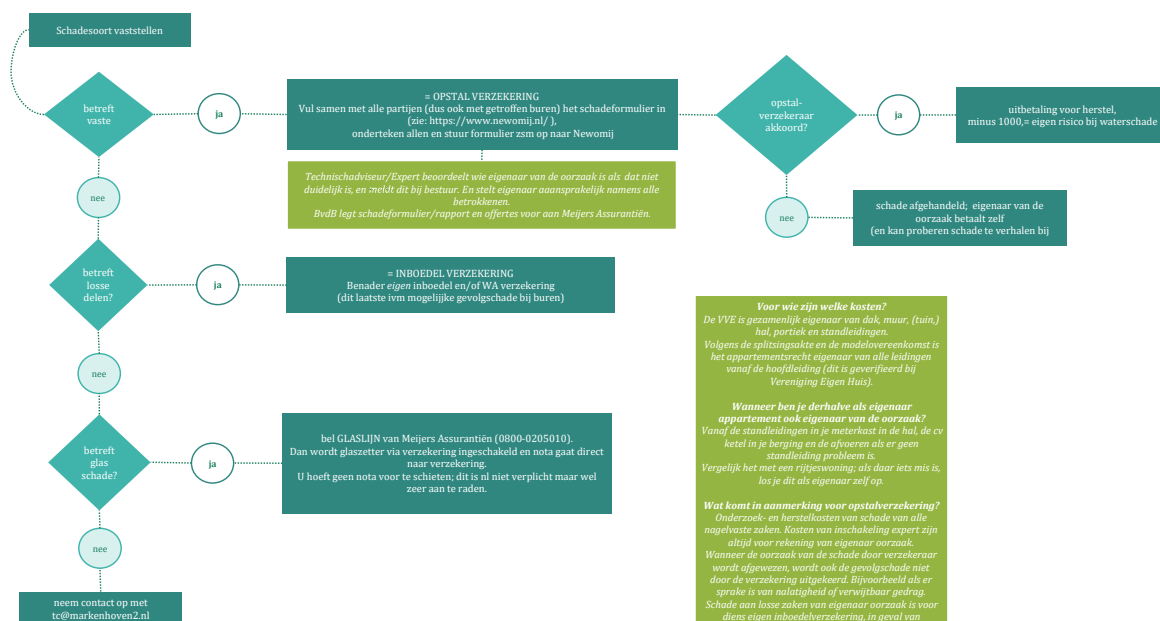 Schadesoort vaststellen
betreft
vaste
ja
= OPSTAL VERZEKERING
Vul samen met alle partijen (dus ook met getroffen buren) het schadeformulier in
(zie: https://www.newomij.nl/ ),
onderteken allen en stuur formulier zsm op naar Newomij
opstal-
verzekeraar
akkoord?
ja
uitbetaling voor herstel,
minus 1000,= eigen risico bij waterschade
Technischadviseur/Expert beoordeelt wie eigenaar van de oorzaak is als dat niet
duidelijk is, en meldt dit bij bestuur. En stelt eigenaar aaansprakelijk namens alle
betrokkenen.
BvdB legt schadeformulier/rapport en offertes voor aan Meijers Assurantiën.
nee
nee
schade afgehandeld; eigenaar van de
oorzaak betaalt zelf
(en kan proberen schade te verhalen bij
betreft
losse
delen?
ja
= INBOEDEL VERZEKERING
Benader eigen inboedel en/of WA verzekering
(dit laatste ivm mogelijke gevolgschade bij buren)
nee
betreft
glas
schade?
ja
bel GLASLIJN van Meijers Assurantiën (0800-0205010).
Dan wordt glaszetter via verzekering ingeschakeld en nota gaat direct
naar verzekering.
U hoeft geen nota voor te schieten; dit is nl niet verplicht maar wel
zeer aan te raden.
nee
neem contact op met
tc@markenhoven2.nl
Voor wie zijn welke kosten?
De VVE is gezamenlijk eigenaar van dak, muur, (tuin,)
hal, portiek en standleidingen.
Volgens de splitsingsakte en de modelovereenkomst is
het appartementsrecht eigenaar van alle leidingen
vanaf de hoofdleiding (dit is geverifieerd bij
Vereniging Eigen Huis).
Wanneer ben je derhalve als eigenaar
appartement ook eigenaar van de oorzaak?
Vanaf de standleidingen in je meterkast in de hal, de cv
ketel in je berging en de afvoeren als er geen
standleiding probleem is.
Vergelijk het met een rijtjeswoning; als daar iets mis is,
los je dit als eigenaar zelf op.
Wat komt in aanmerking voor opstalverzekering?
Onderzoek- en herstelkosten van schade van alle
nagelvaste zaken. Kosten van inschakeling expert zijn
altijd voor rekening van eigenaar oorzaak.
Wanneer de oorzaak van de schade door verzekeraar
wordt afgewezen, wordt ook de gevolgschade niet
door de verzekering uitgekeerd. Bijvoorbeeld als er
sprake is van nalatigheid of verwijtbaar gedrag.
Schade aan losse zaken van eigenaar oorzaak is voor
diens eigen inboedelverzekering, in geval van